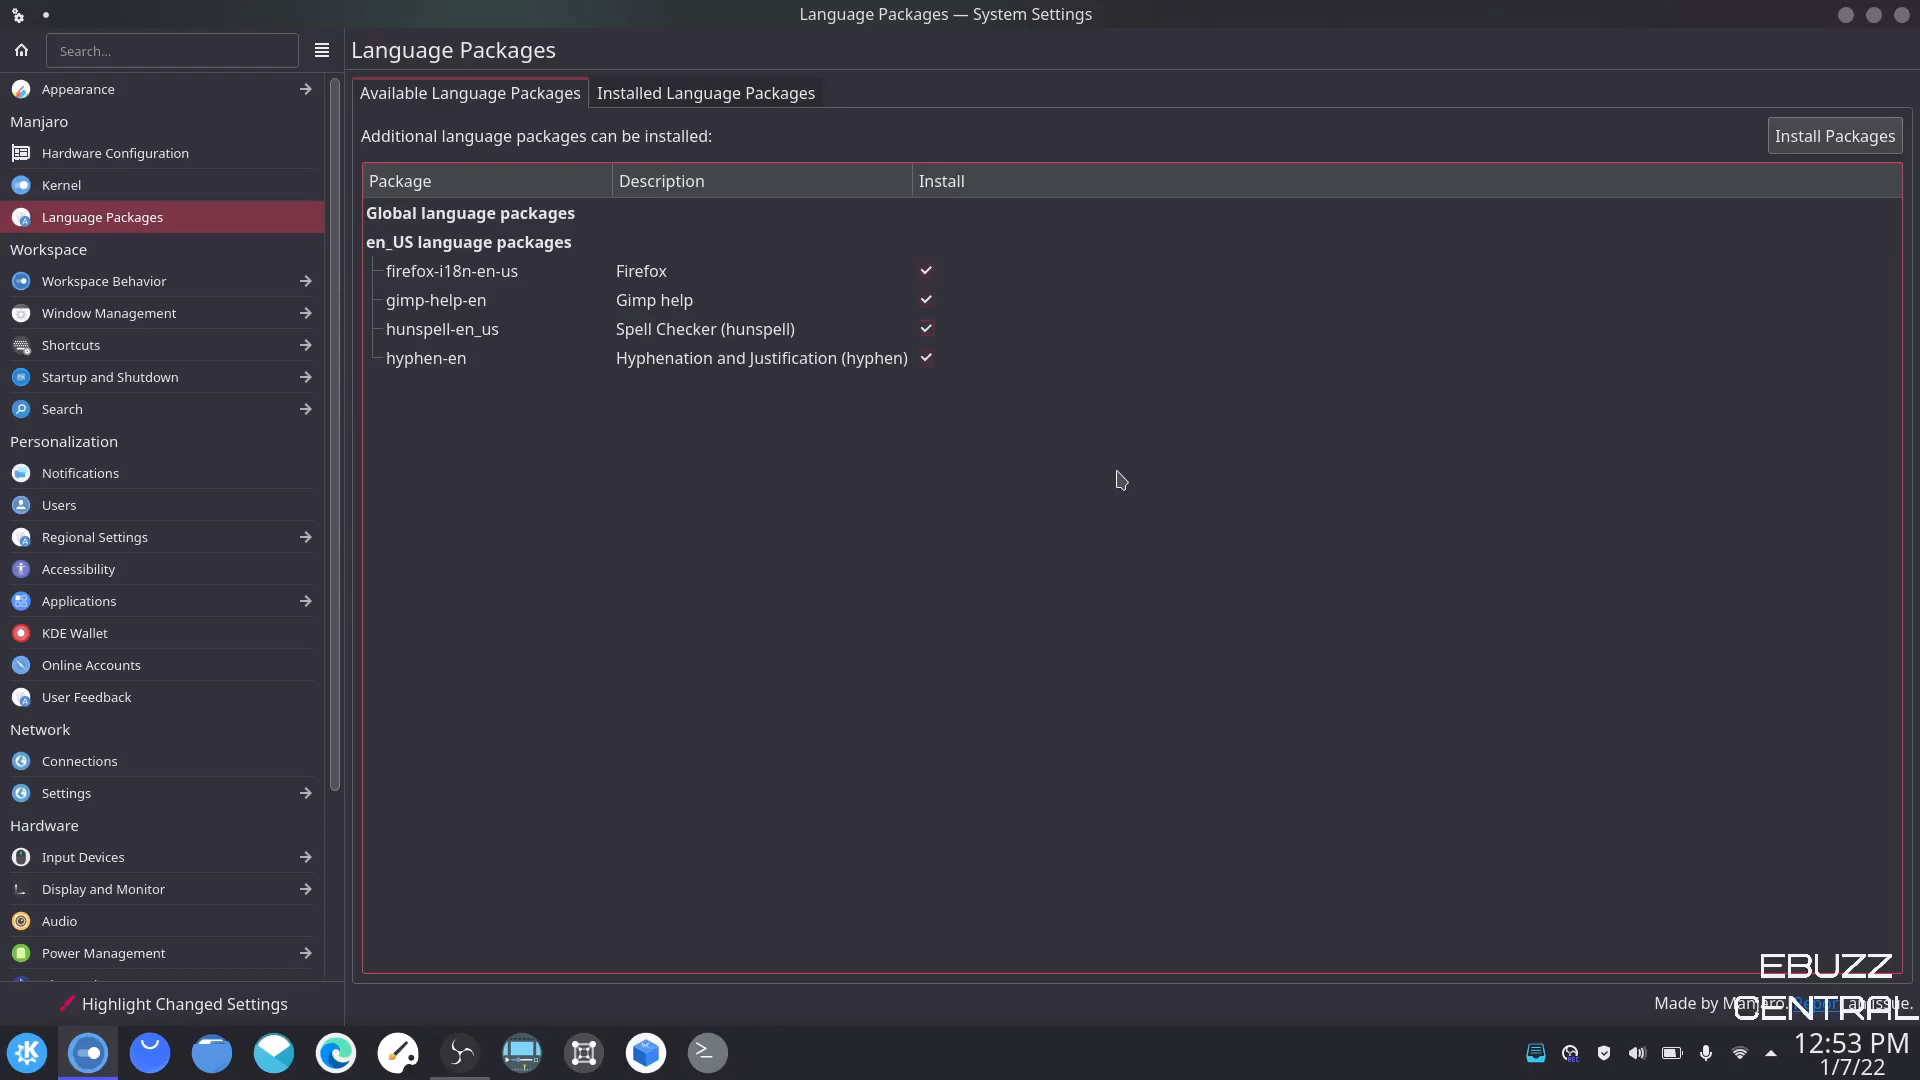 Language Packages — System Settings
Search...
Language Packages
Appearance
Manjaro
Hardware Configuration
Kernel
Language Packages
Workspace
Workspace Behavior
Window Management
Shortcuts
Startup and Shutdown
Search
Personalization
Notifications
Users
Regional Settings
Accessibility
Applications
KDE Wallet
Online Accounts
User Feedback
Network
Connections
Settings
Hardware
Input Devices
Display and Monitor
Audio
Power Management
Highlight Changed Settings
Available Language Packages Installed Language Packages
Additional language packages can be installed: Install Packages
Package Description Install
Global language packages
en_US language packages
firefox-i18n-en-us Firefox
gimp-help-en Gimp help
hunspell-en_us Spell Checker (hunspell)
hyphen-en Hyphenation and Justification (hyphen)
EBUZZ
CENTRAL
Made by Manjaro. Report an issue.
12:53 PM
1/7/22